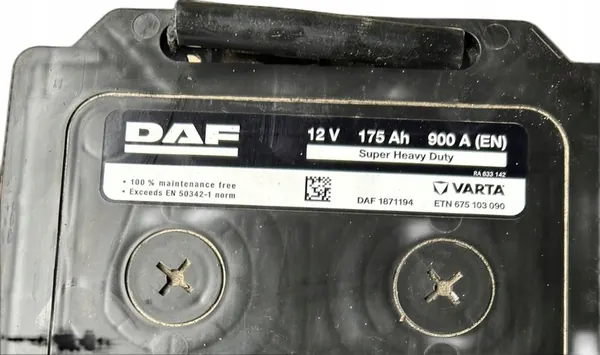 DAF 12 V 175 Ah 900 A (EN)
Super Heavy Duty
RA 633 142
• 100 % maintenance free
• Exceeds EN 50342-1 norm
DAF 1871194
VARTA
ETN 675 103 090